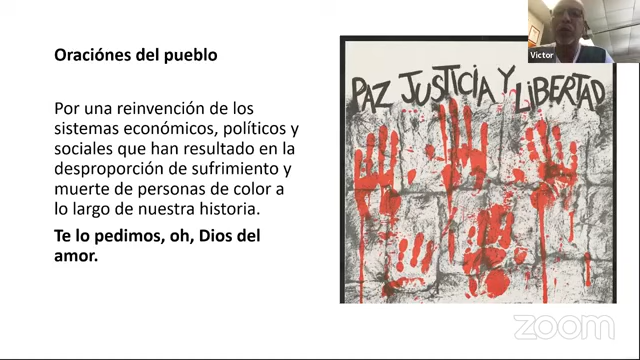 Oraciónes del pueblo
Por una reinvención de los
sistemas económicos, políticos y
sociales que han resultado en la
desproporción de sufrimiento y
muerte de personas de color a
lo largo de nuestra historia.
Te lo pedimos, oh, Dios del
amor.
PAZ JUSTICIA Y LIBERTAD
Victor
zoom